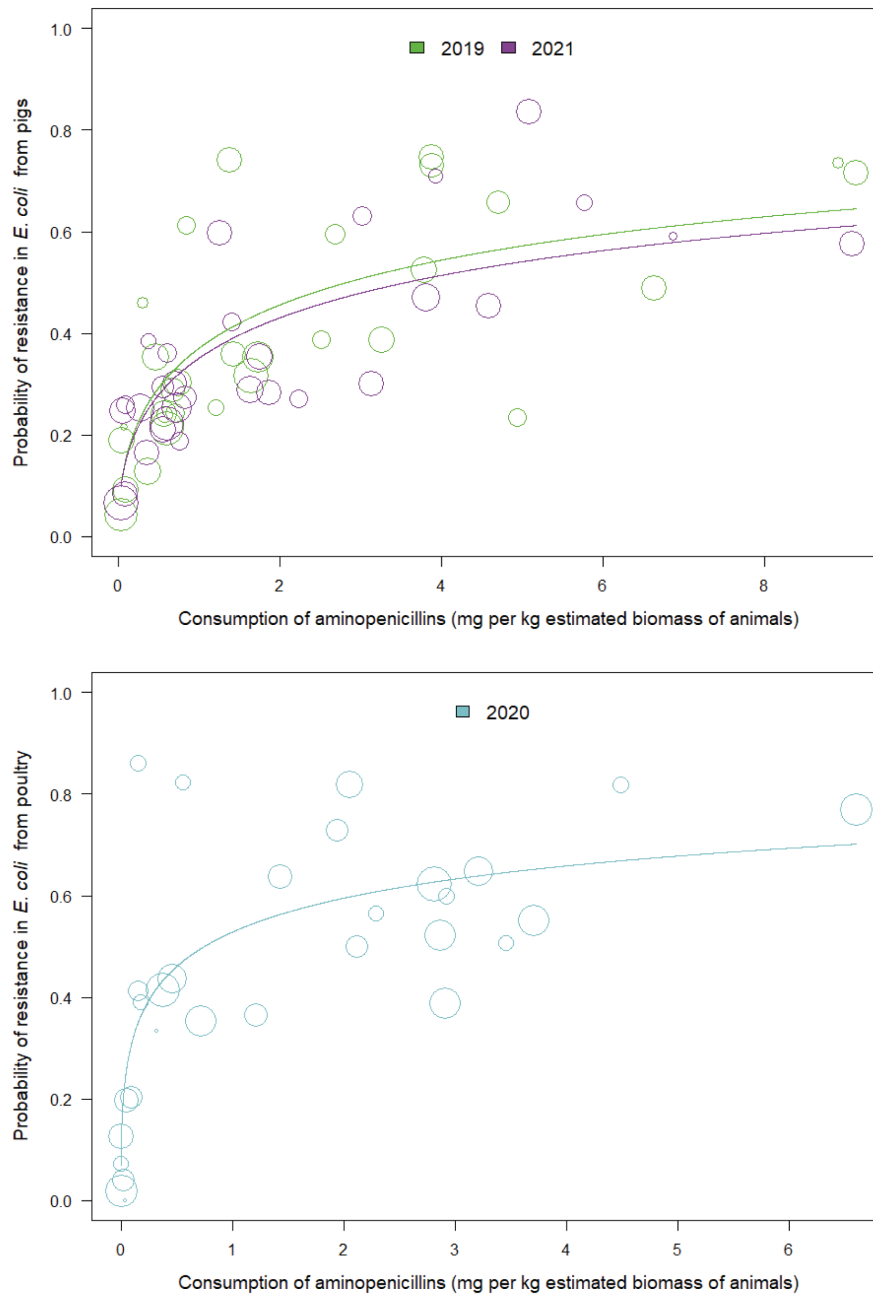 1.0
0.8
0.6
0.4
0.2
0.0
Probability of resistance in E. coli from pigs
2019 2021
0 2 4 6 8
Consumption of aminopenicillins (mg per kg estimated biomass of animals)
1.0
0.8
0.6
0.4
0.2
0.0
Probability of resistance in E. coli from poultry
2020
0 1 2 3 4 5 6
Consumption of aminopenicillins (mg per kg estimated biomass of animals)